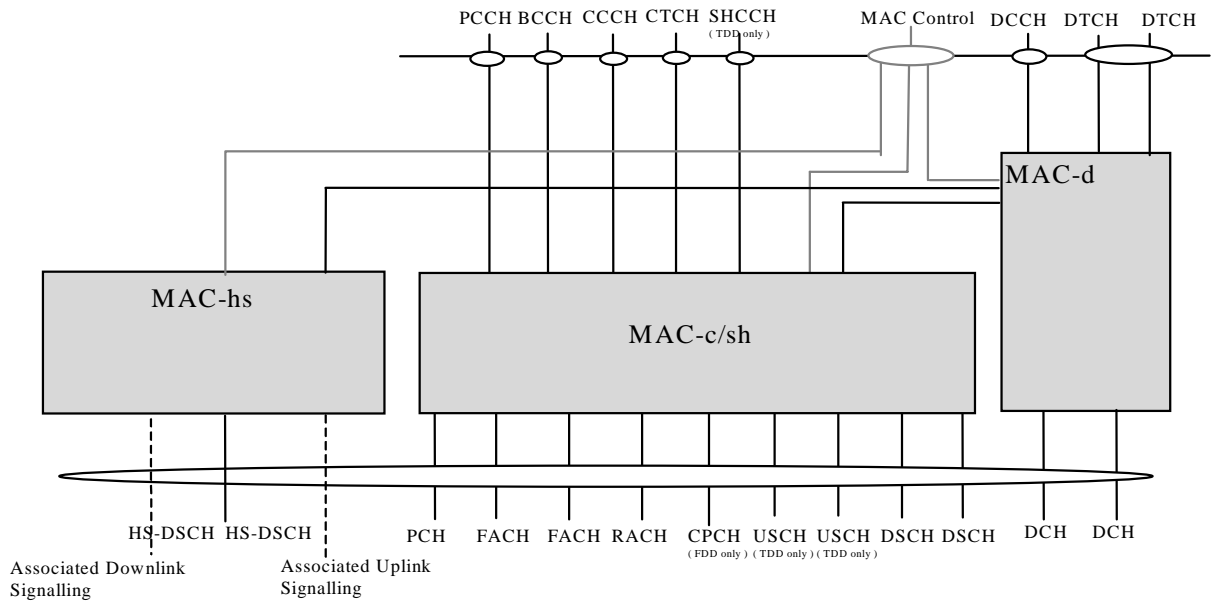 PCCH BCCH CCCH CTCH SHCCH MAC Control DCCH DTCH DTCH
( TDD only )
MAC-d
MAC-hs
MAC-c/sh
HS-DSCH HS-DSCH PCH FACH FACH RACH CPCH USCH USCH DSCH DSCH DCH DCH
( FDD only ) ( TDD only ) ( TDD only )
Associated Downlink
Signalling
Associated Uplink
Signalling